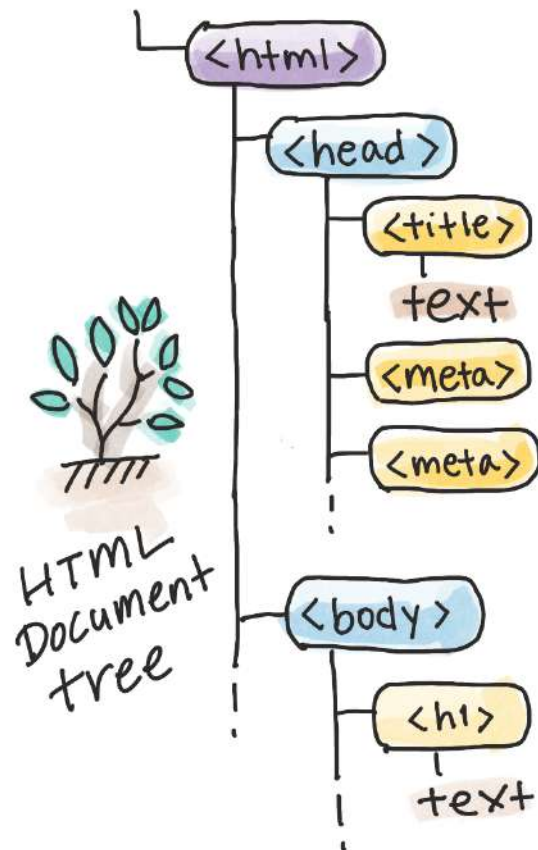 <html>
<head>
<title>
text
<meta>
<meta>
HTML
Document
tree
<body>
<h1>
text